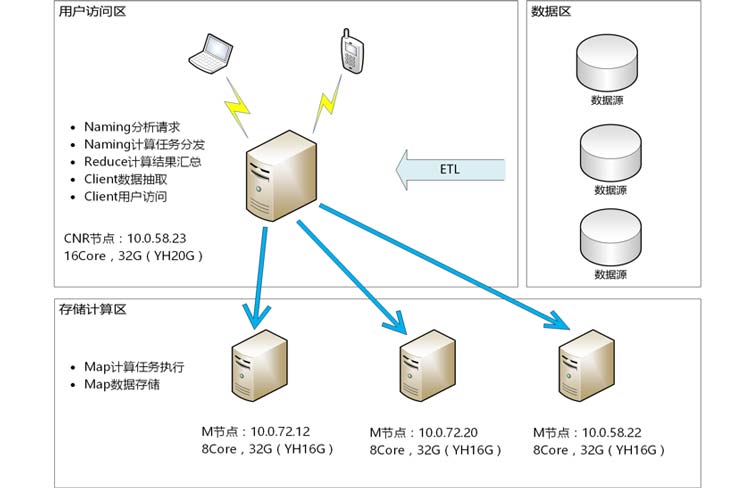 用户访问区
Naming分析请求
Naming计算任务分发
Reduce计算结果汇总
Client数据抽取
Client用户访问
CNR节点：10.0.58.23
16Core，32G（YH20G）
ETL
数据区
数据源
数据源
数据源
存储计算区
Map计算任务执行
Map数据存储
M节点：10.0.72.12
8Core，32G（YH16G）
M节点：10.0.72.20
8Core，32G（YH16G）
M节点：10.0.58.22
8Core，32G（YH16G）